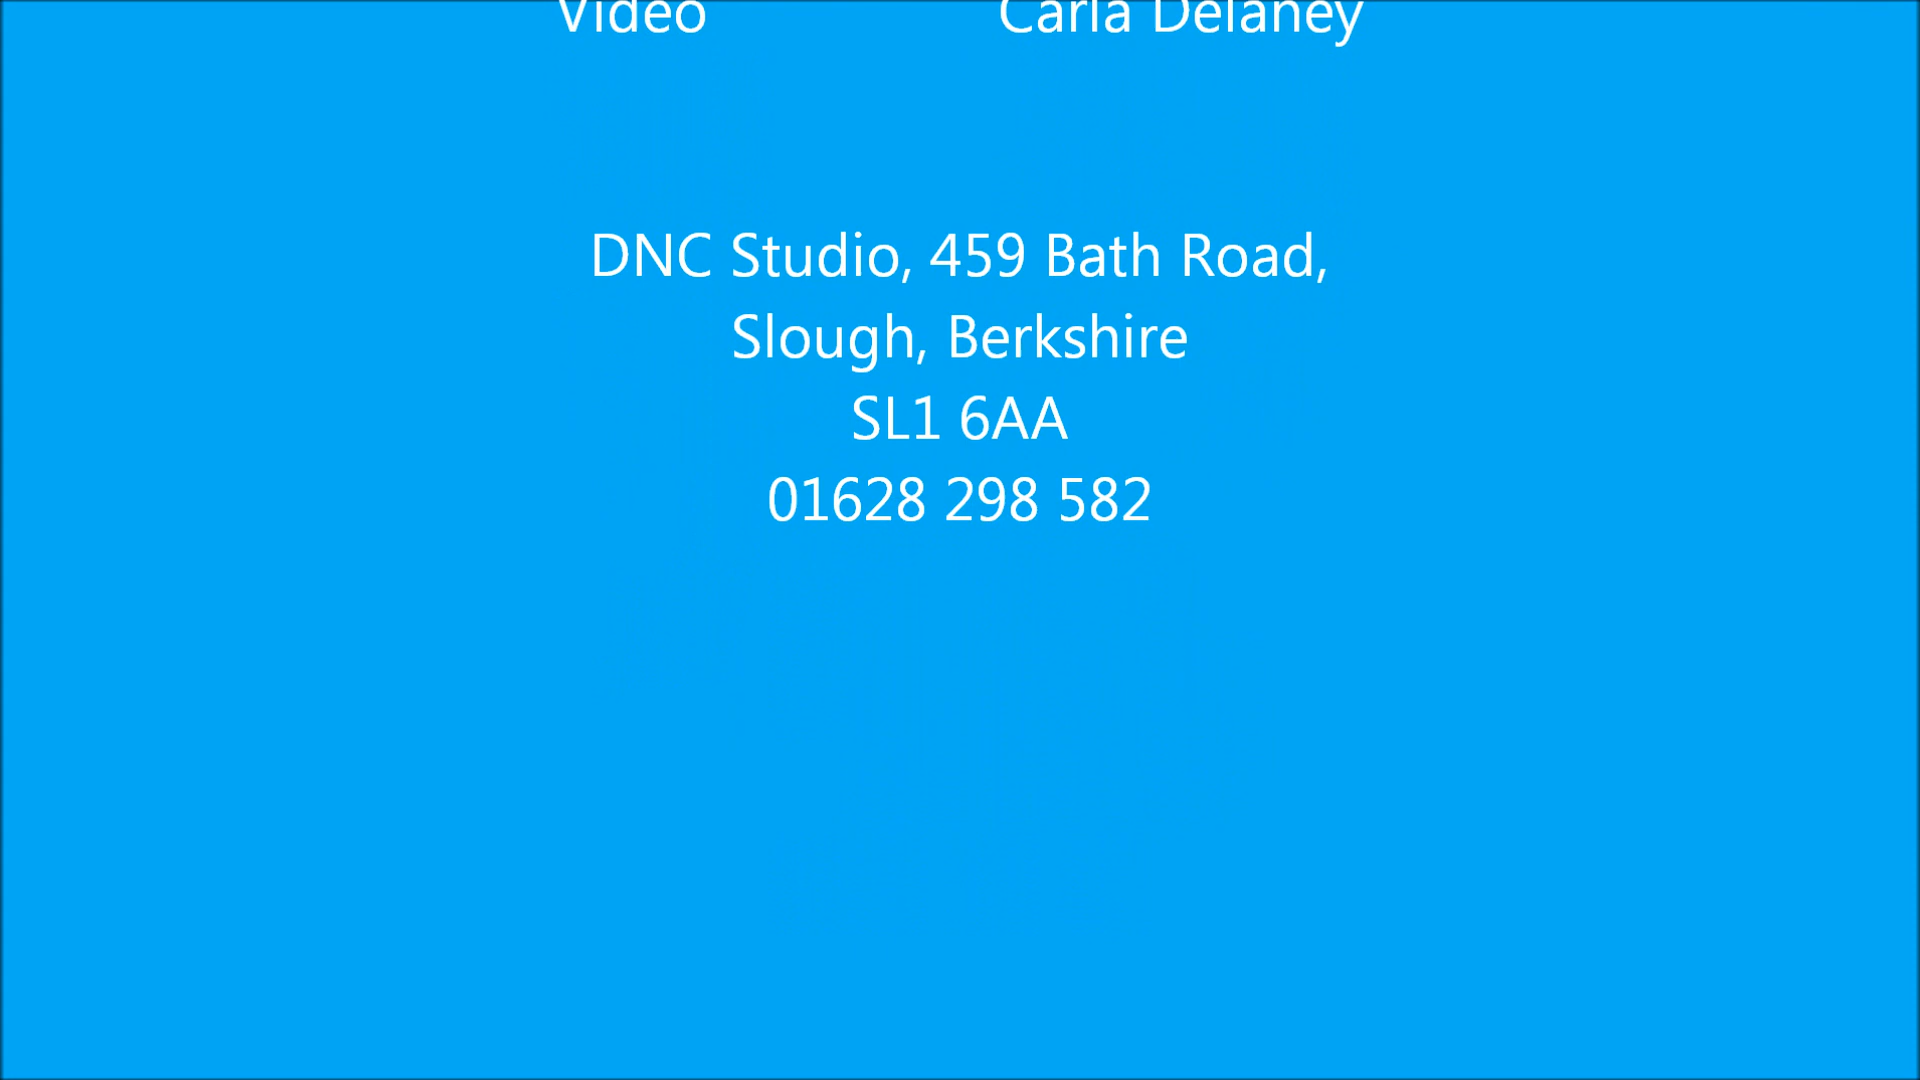 Video Carla Delaney
DNC Studio, 459 Bath Road,
Slough, Berkshire
SL1 6AA
01628 298 582